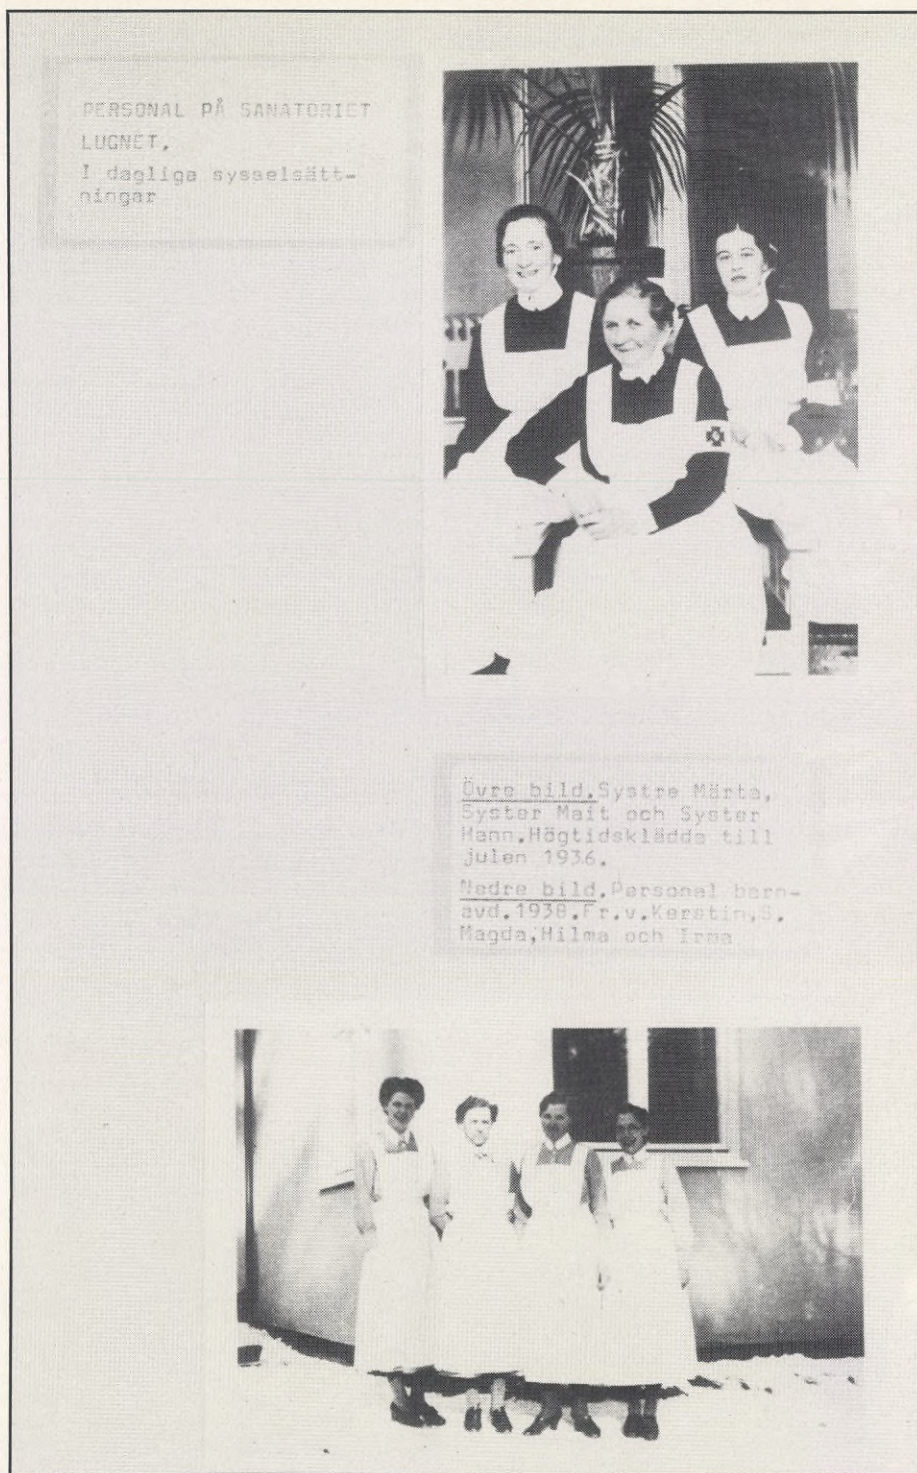 PERSONAL PÅ SANATORIET
LUGNET.
I dagliga sysselsätt-
ningar
Övre bild.Systre Märta,
Syster Mait och Syster
Hann.Högtidsklädda till
julen 1936.
Nedre bild.Personal barn-
avd.1938.Fr.v.Kerstin,S.
Magda,Hilma och Irma